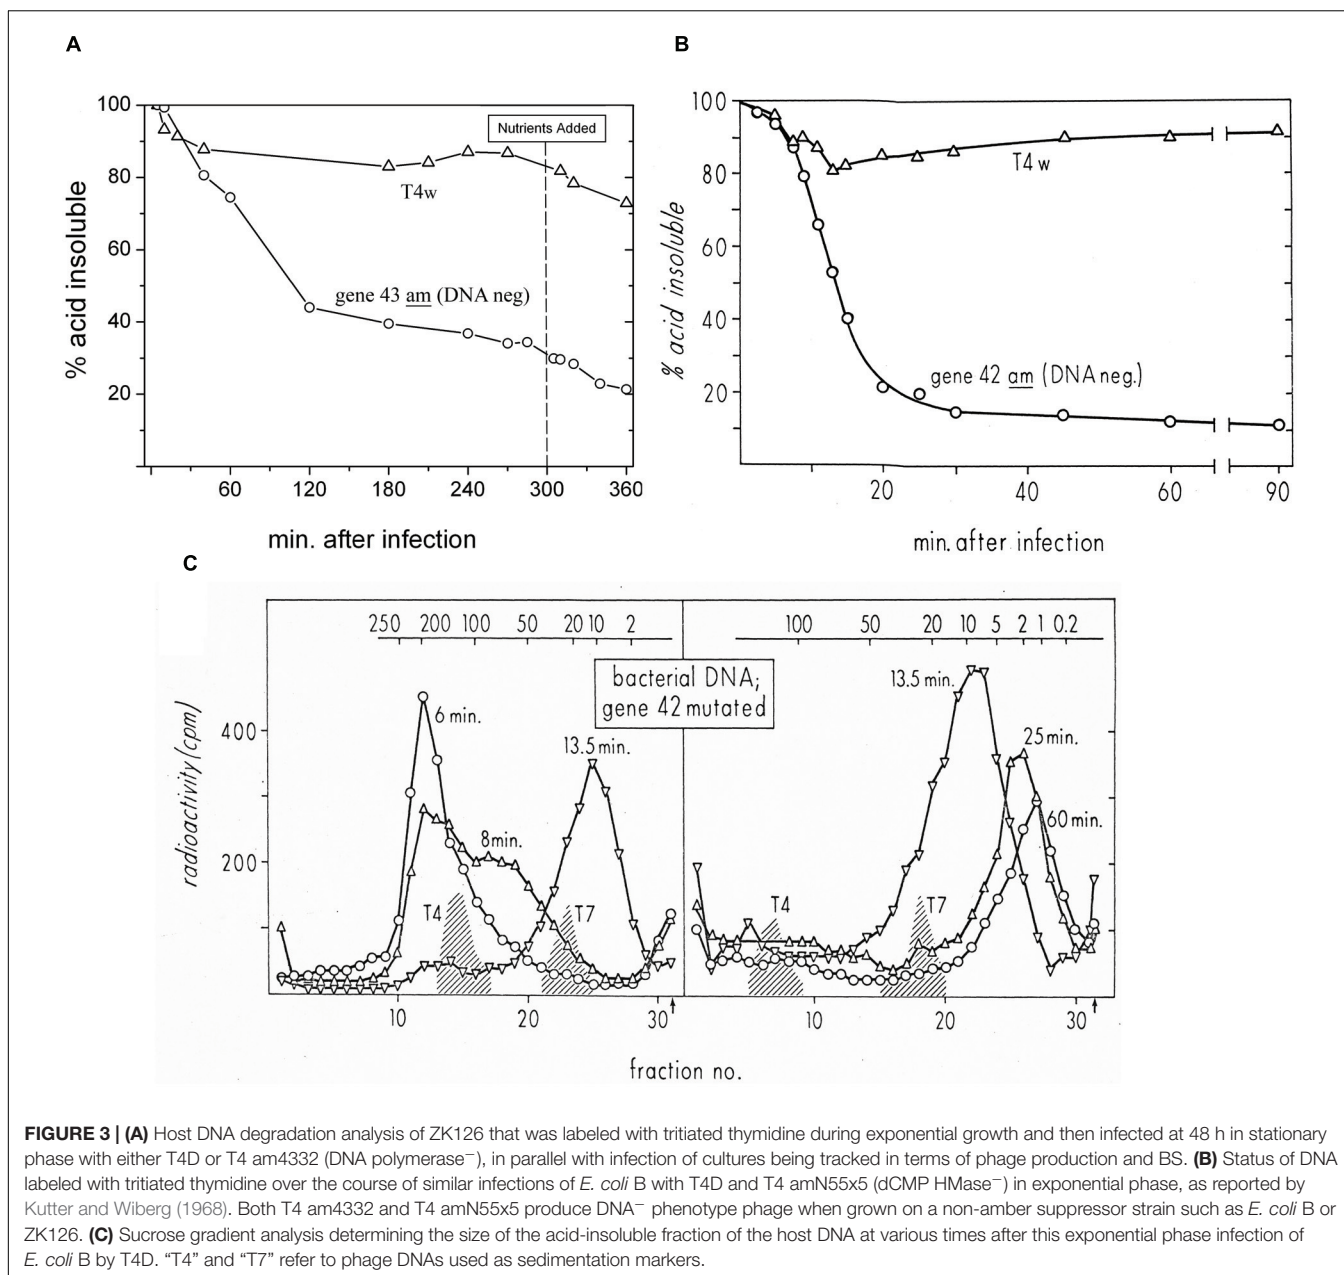 A
100
80
60
40
20
% acid insoluble
Nutrients Added
T4w
gene 43 am (DNA neg)
60 120 180 240 300 360
min. after infection
B
100
80
60
40
20
% acid insoluble
T4w
gene 42 am (DNA neg.)
20 40 60 90
min. after infection
C
250 200 100 50 20 10 2
100 50 20 10 5 2 1 0.2
bacterial DNA;
gene 42 mutated
radioactivity (cpm)
400
200
6 min.
8 min.
13.5 min.
T4
T7
13.5 min.
25 min.
60 min.
T4
T7
10 20 30
10 20 30
fraction no.
FIGURE 3 | (A) Host DNA degradation analysis of ZK126 that was labeled with tritiated thymidine during exponential growth and then infected at 48 h in stationary
phase with either T4D or T4 am4332 (DNA polymerase⁻), in parallel with infection of cultures being tracked in terms of phage production and BS. (B) Status of DNA
labeled with tritiated thymidine over the course of similar infections of E. coli B with T4D and T4 amN55x5 (dCMP HMase⁻) in exponential phase, as reported by
Kutter and Wiberg (1968). Both T4 am4332 and T4 amN55x5 produce DNA⁻ phenotype phage when grown on a non-amber suppressor strain such as E. coli B or
ZK126. (C) Sucrose gradient analysis determining the size of the acid-insoluble fraction of the host DNA at various times after this exponential phase infection of
E. coli B by T4D. “T4” and “T7” refer to phage DNAs used as sedimentation markers.